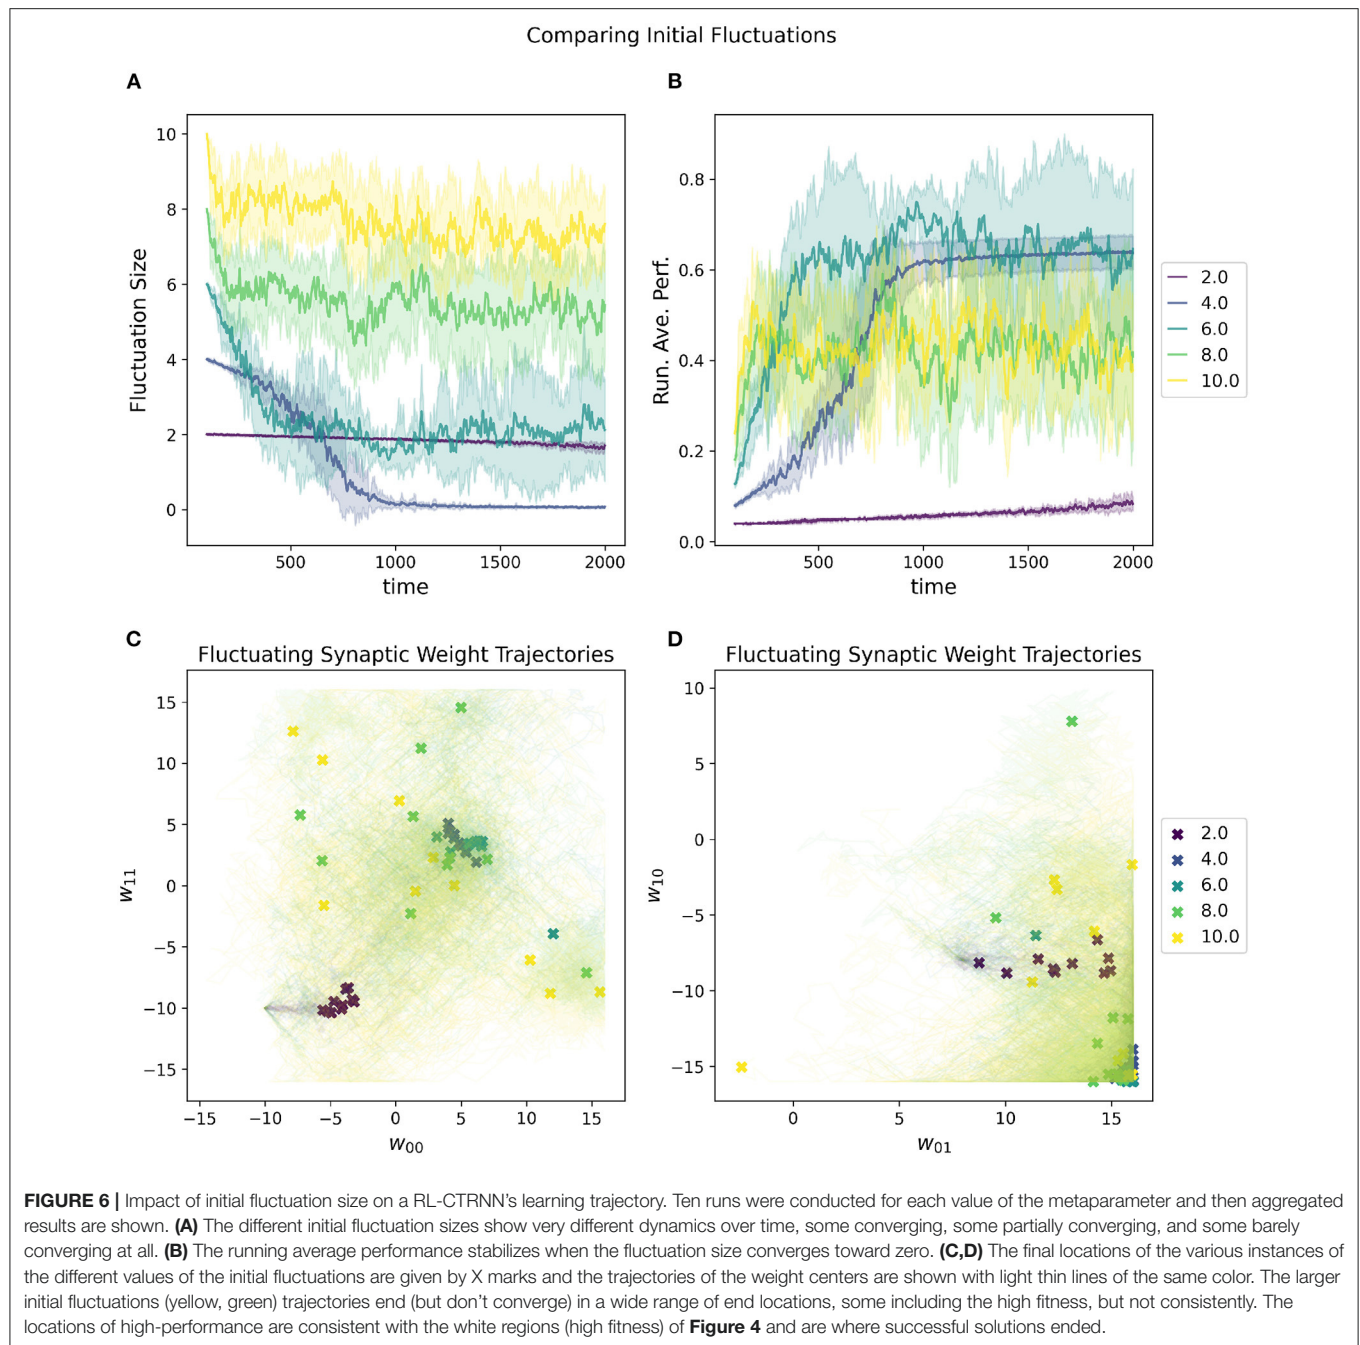 Comparing Initial Fluctuations
A
B
10
8
6
4
2
0
Fluctuation Size
500
1000
1500
2000
time
0.8
0.6
0.4
0.2
0.0
Run. Ave. Perf.
500
1000
1500
2000
time
2.0
4.0
6.0
8.0
10.0
C
D
Fluctuating Synaptic Weight Trajectories
Fluctuating Synaptic Weight Trajectories
15
10
5
0
−5
−10
−15
w11
−15
−10
−5
0
5
10
15
w00
10
5
0
−5
−10
−15
w10
0
5
10
15
w01
2.0
4.0
6.0
8.0
10.0
FIGURE 6 | Impact of initial fluctuation size on a RL-CTRNN's learning trajectory. Ten runs were conducted for each value of the metaparameter and then aggregated
results are shown. (A) The different initial fluctuation sizes show very different dynamics over time, some converging, some partially converging, and some barely
converging at all. (B) The running average performance stabilizes when the fluctuation size converges toward zero. (C,D) The final locations of the various instances of
the different values of the initial fluctuations are given by X marks and the trajectories of the weight centers are shown with light thin lines of the same color. The larger
initial fluctuations (yellow, green) trajectories end (but don't converge) in a wide range of end locations, some including the high fitness, but not consistently. The
locations of high-performance are consistent with the white regions (high fitness) of Figure 4 and are where successful solutions ended.